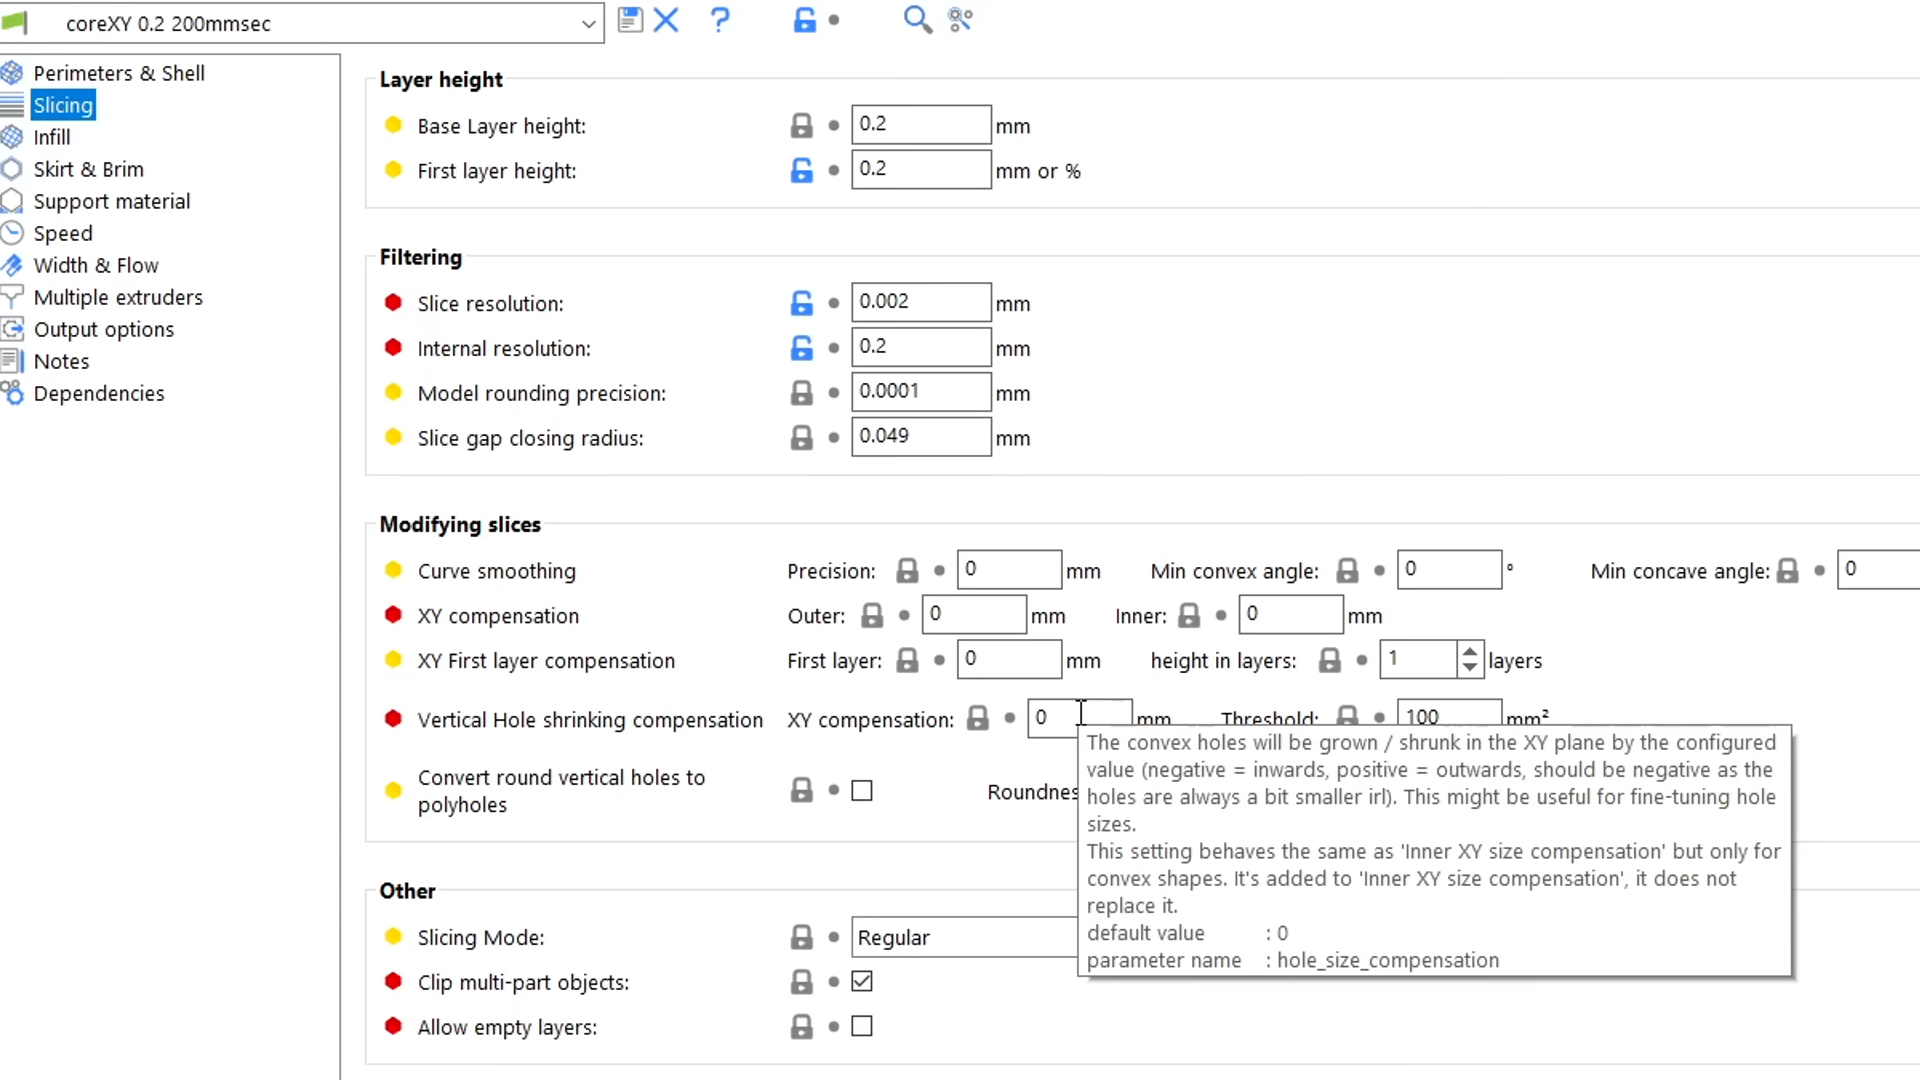 coreXY 0.2 200mmsec
?
Perimeters & Shell
Slicing
Infill
Skirt & Brim
Support material
Speed
Width & Flow
Multiple extruders
Output options
Notes
Dependencies
Layer height
Base Layer height: 0.2 mm
First layer height: 0.2 mm or %
Filtering
Slice resolution: 0.002 mm
Internal resolution: 0.2 mm
Model rounding precision: 0.0001 mm
Slice gap closing radius: 0.049 mm
Modifying slices
Curve smoothing Precision: 0 mm Min convex angle: 0 ° Min concave angle: 0
XY compensation Outer: 0 mm Inner: 0 mm
XY First layer compensation First layer: 0 mm height in layers: 1 layers
Vertical Hole shrinking compensation XY compensation: 0 mm Threshold: 100 mm²
Convert round vertical holes to
polyholes
Roundnes
The convex holes will be grown / shrunk in the XY plane by the configured
value (negative = inwards, positive = outwards, should be negative as the
holes are always a bit smaller irl). This might be useful for fine-tuning hole
sizes.
This setting behaves the same as 'Inner XY size compensation' but only for
convex shapes. It's added to 'Inner XY size compensation', it does not
replace it.
default value : 0
parameter name : hole_size_compensation
Other
Slicing Mode: Regular
Clip multi-part objects:
Allow empty layers: